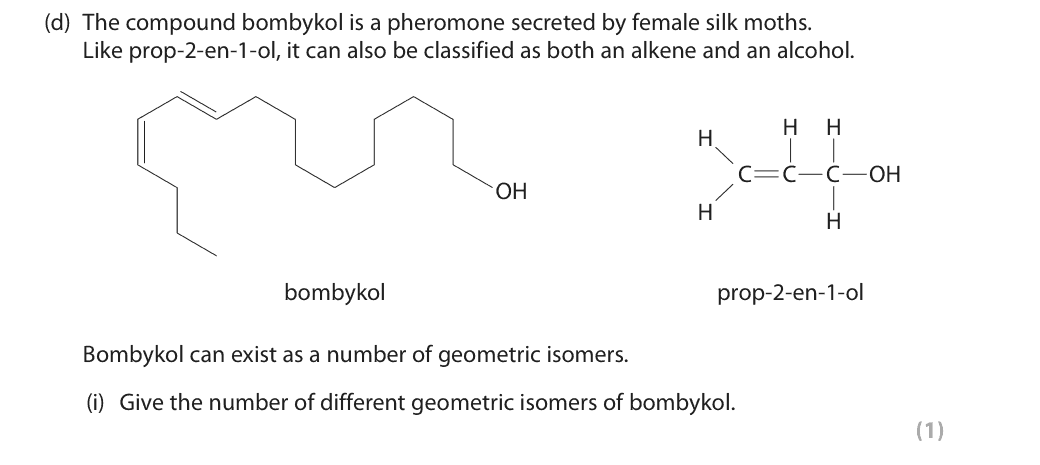 (d) The compound bombykol is a pheromone secreted by female silk moths.
Like prop-2-en-1-ol, it can also be classified as both an alkene and an alcohol.
H H H
C=C—C—OH
OH
H H
bombykol prop-2-en-1-ol
Bombykol can exist as a number of geometric isomers.
(i) Give the number of different geometric isomers of bombykol.
(1)